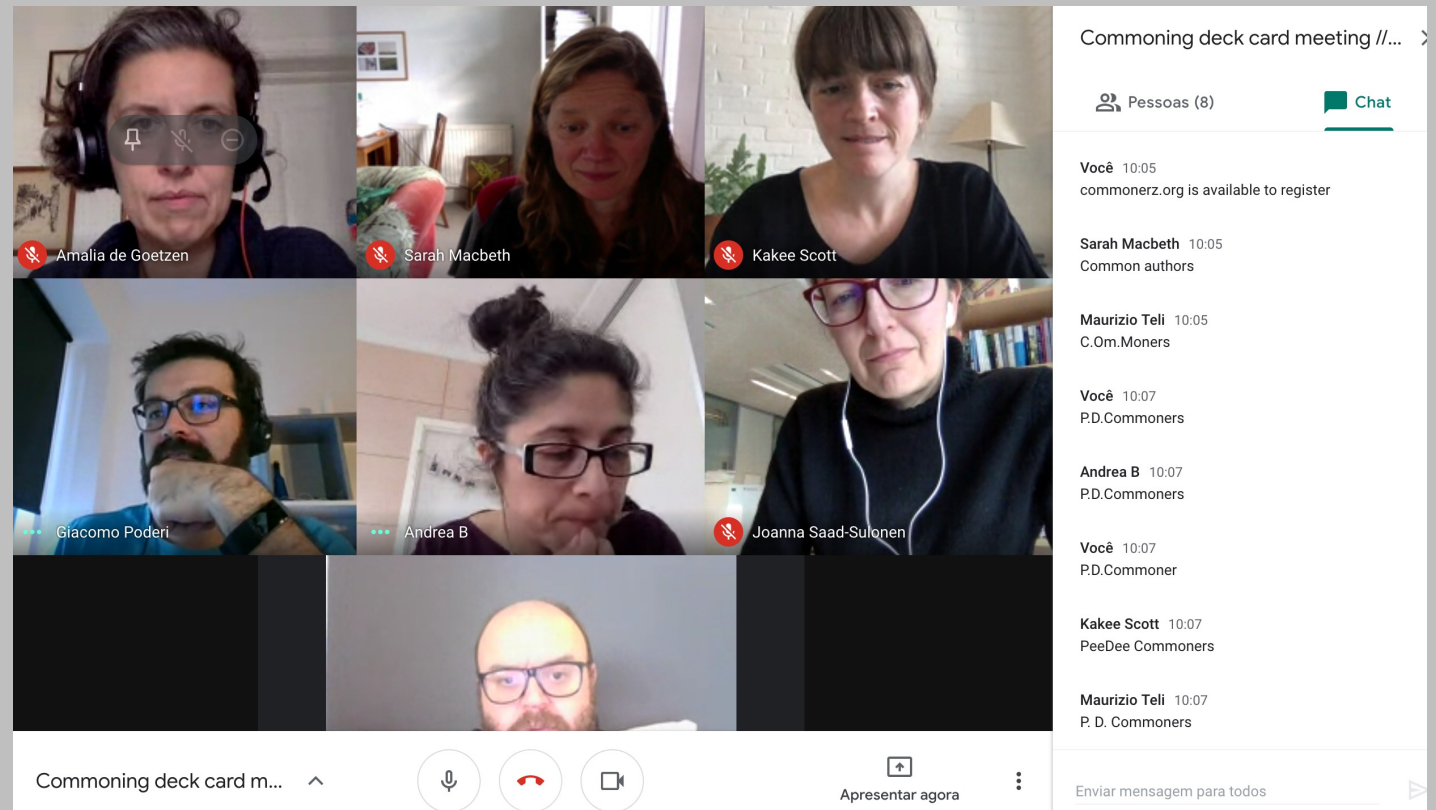 Amalia de Goetzen
Sarah Macbeth
Kakee Scott
Giacomo Poderi
Andrea B
Joanna Saad-Sulonen
Commoning deck card m...
Apresentar agora
Commoning deck card meeting //...
Pessoas (8)
Chat
Você 10:05
commonerz.org is available to register
Sarah Macbeth 10:05
Common authors
Maurizio Teli 10:05
C.Om.Moners
Você 10:07
P.D.Commoners
Andrea B 10:07
P.D.Commoners
Você 10:07
P.D.Commoner
Kakee Scott 10:07
PeeDee Commoners
Maurizio Teli 10:07
P. D. Commoners
Enviar mensagem para todos